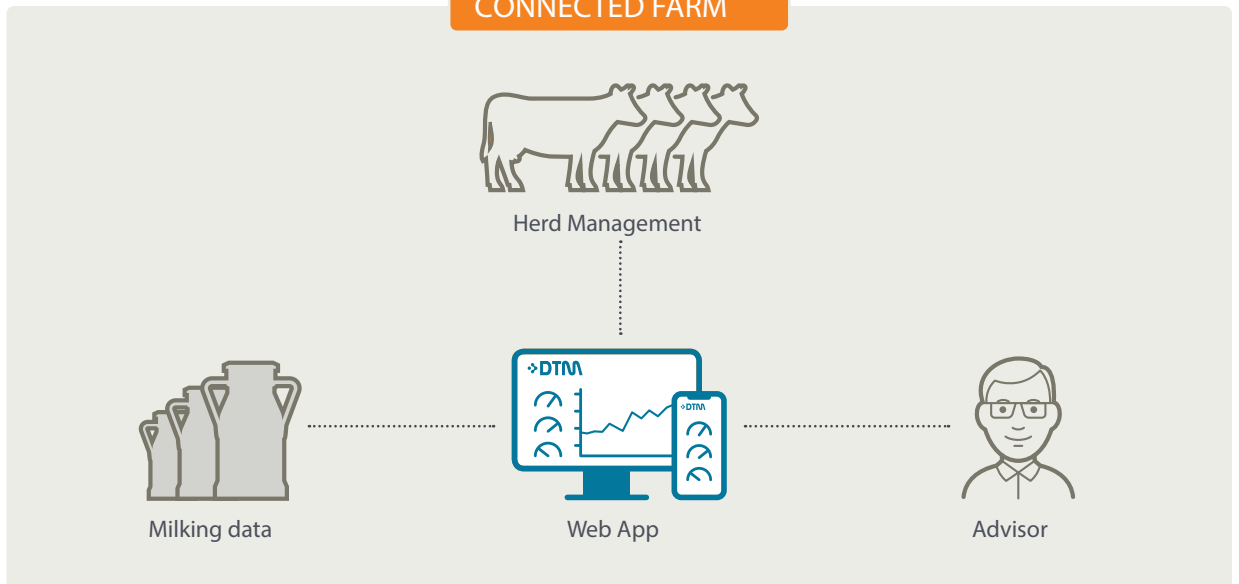 CONNECTED FARM
Herd Management
DTM
DTM
Milking data
Web App
Advisor